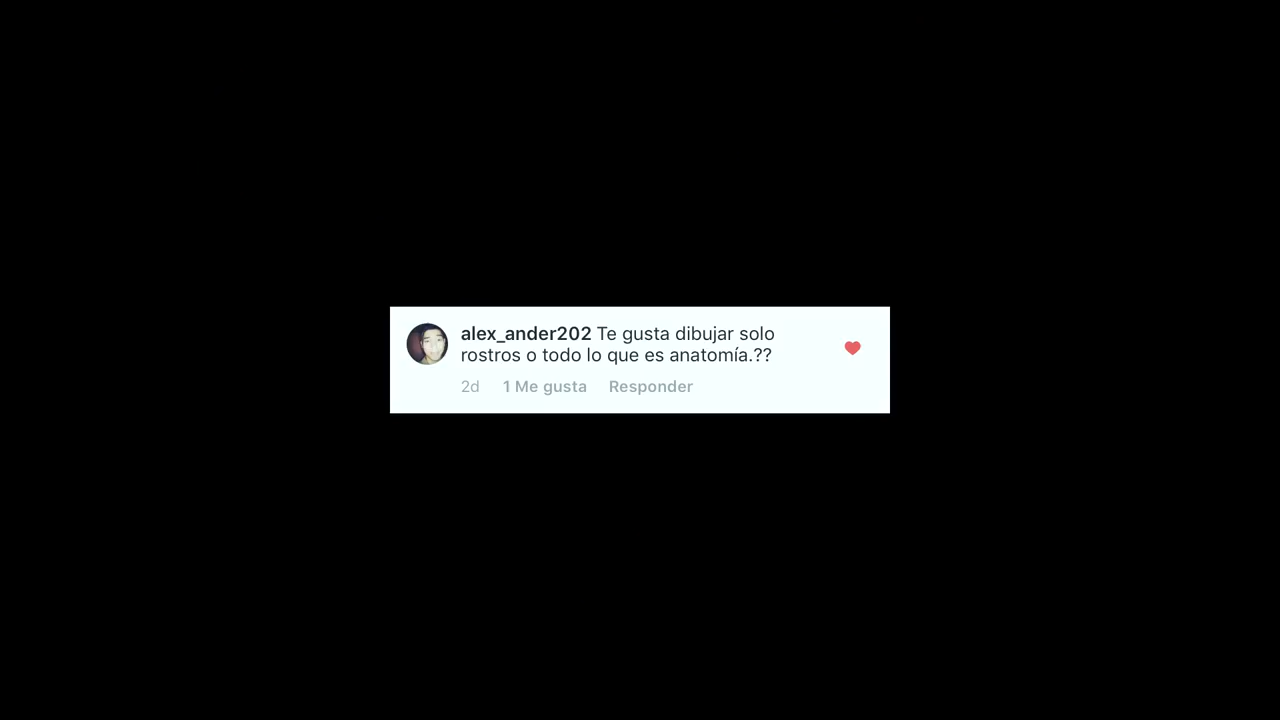 alex_ander202 Te gusta dibujar solo
rostros o todo lo que es anatomía.??
2d 1 Me gusta Responder